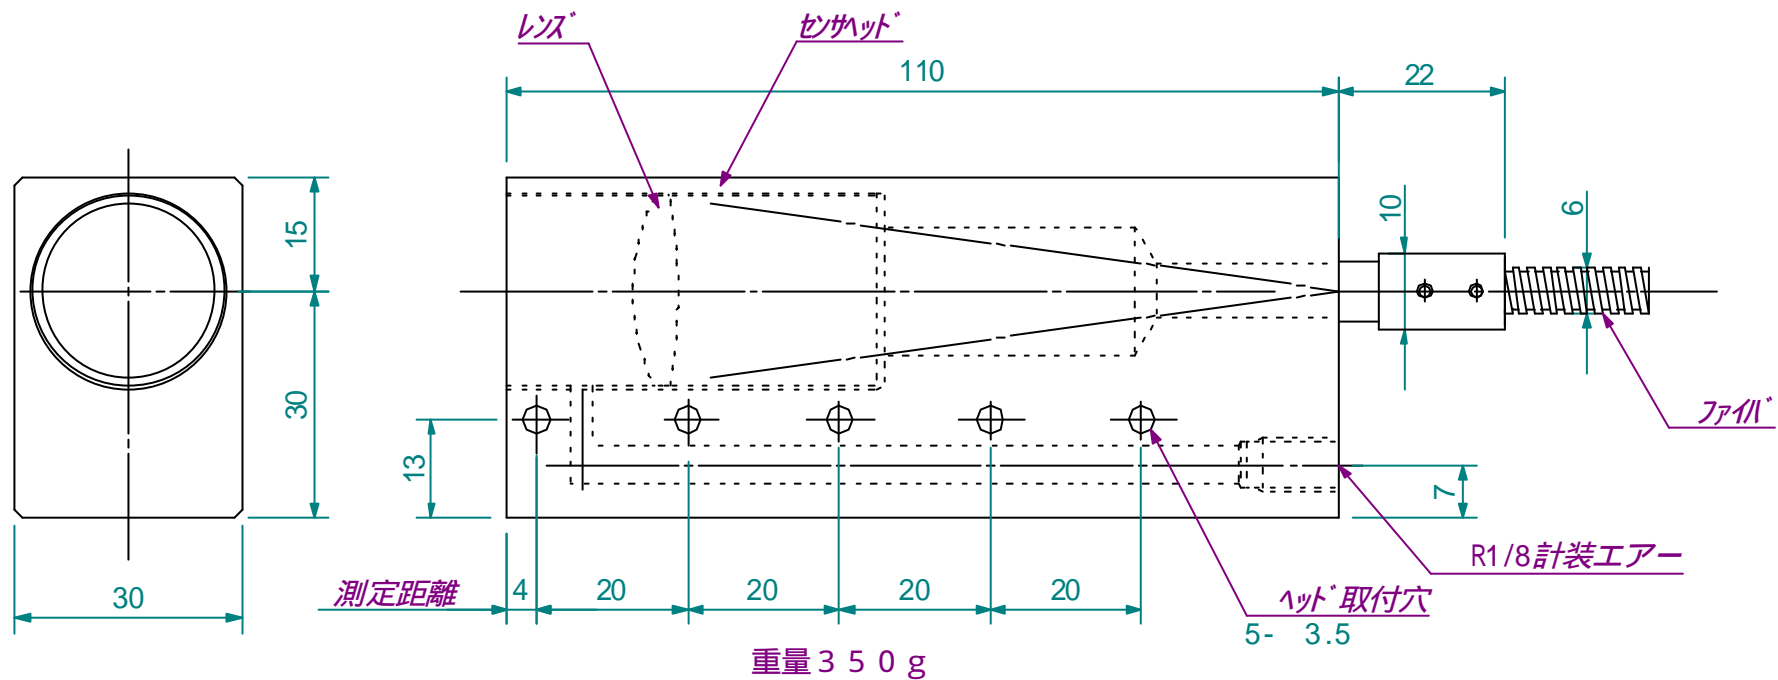 レンズ
センサヘッド
110
22
15
10
6
30
ファイバ
13
7
R1/8計装エアー
測定距離
4
20
20
20
20
30
ヘッド取付穴
5- 3.5
重量350g